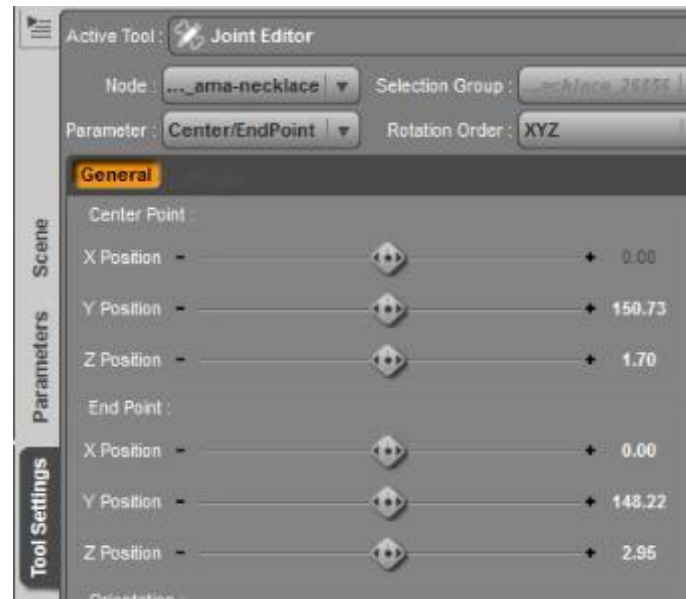 Active Tool : Joint Editor
Node : ..._ama-necklace Selection Group :
Parameter : Center/EndPoint Rotation Order : XYZ
General
Center Point :
X Position - + 0.00
Y Position - + 150.73
Z Position - + 1.70
End Point :
X Position - + 0.00
Y Position - + 148.22
Z Position - + 2.95
Orientation :
Scene
Parameters
Tool Settings